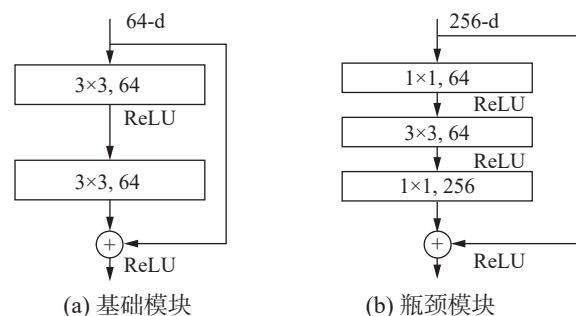 64-d
3×3, 64
ReLU
3×3, 64
+
ReLU
(a) 基础模块
256-d
1×1, 64
ReLU
3×3, 64
ReLU
1×1, 256
+
ReLU
(b) 瓶颈模块